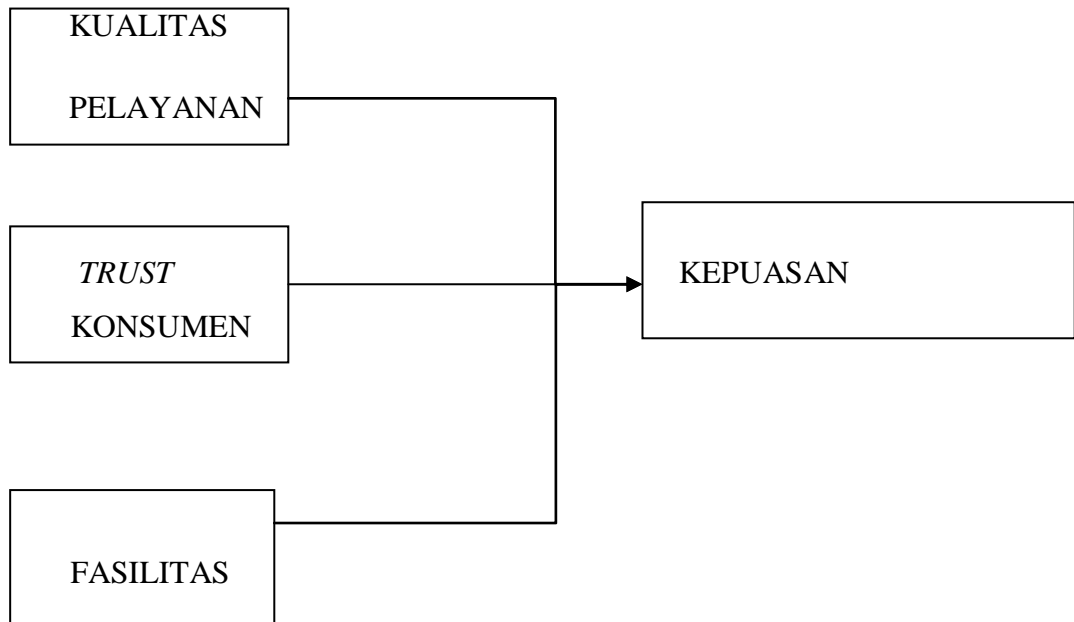 KUALITAS
PELAYANAN
TRUST
KONSUMEN
KEPUASAN
FASILITAS